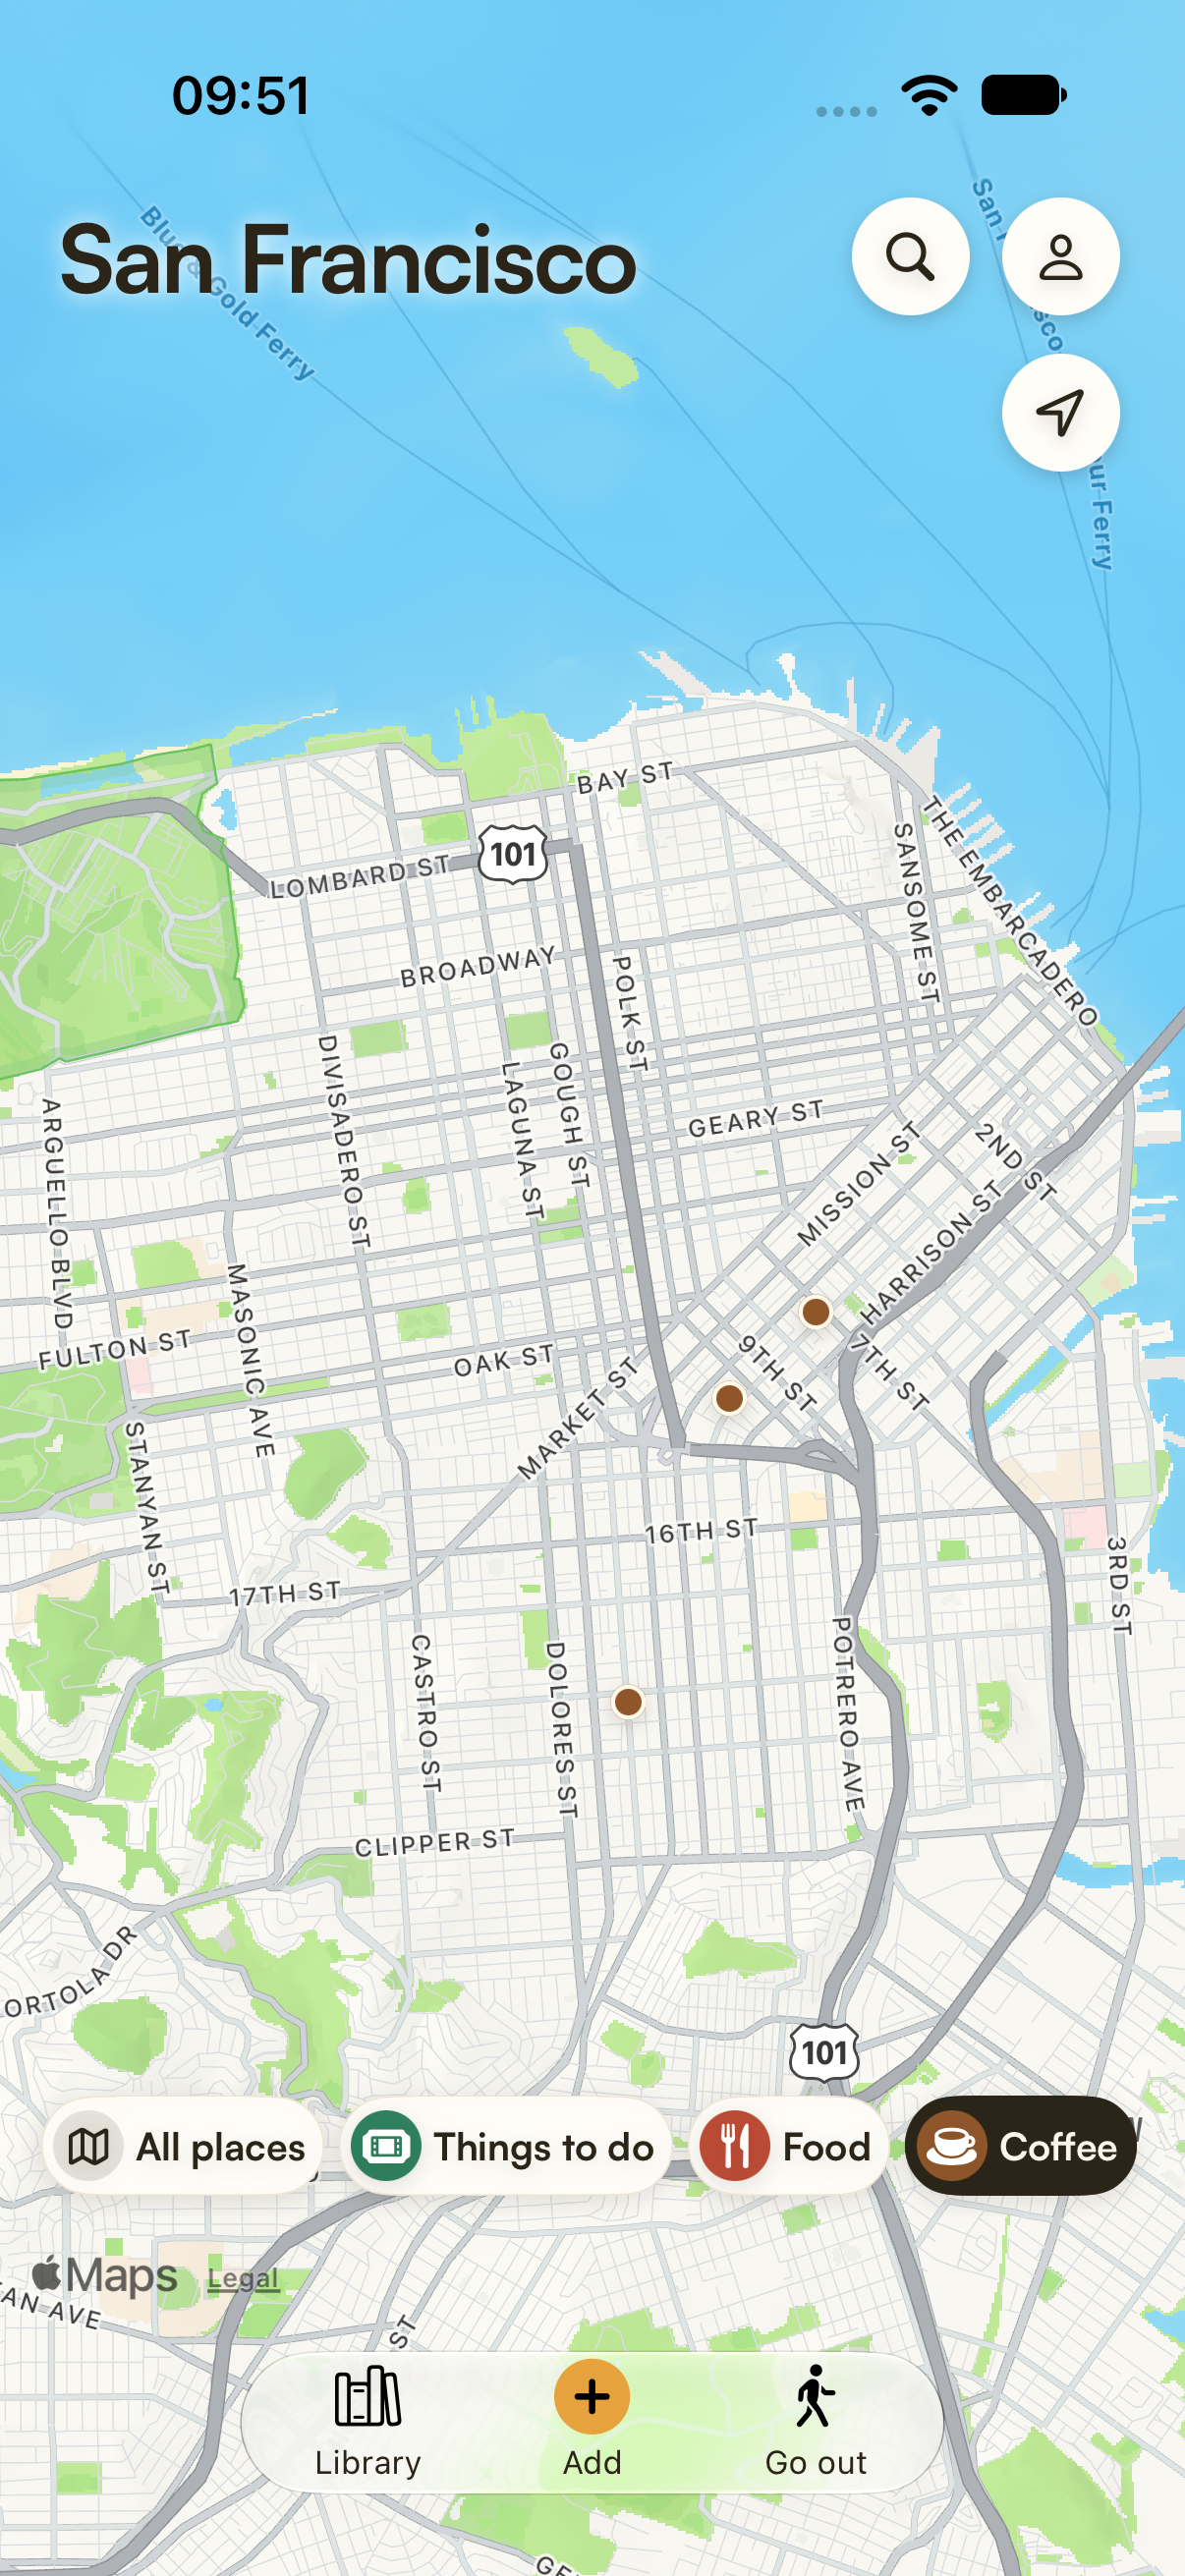 09:51
San Francisco
Blue & Gold Ferry
BAY ST
101
LOMBARD ST
THE EMBARCADERO
SANSOME ST
BROADWAY
POLK ST
DIVISADERO ST
GOUGH ST
LAGUNA ST
ARGUELLO BLVD
GEARY ST
MISSION ST
2ND ST
HARRISON ST
MASONIC AVE
FULTON ST
OAK ST
9TH ST
7TH ST
MARKET ST
STANYAN ST
16TH ST
3RD ST
17TH ST
POTRERO AVE
CASTRO ST
DOLORES ST
CLIPPER ST
ORTOLA DR
101
All places
Things to do
Food
Coffee
Maps
Legal
AN AVE
ST
Library
Add
Go out